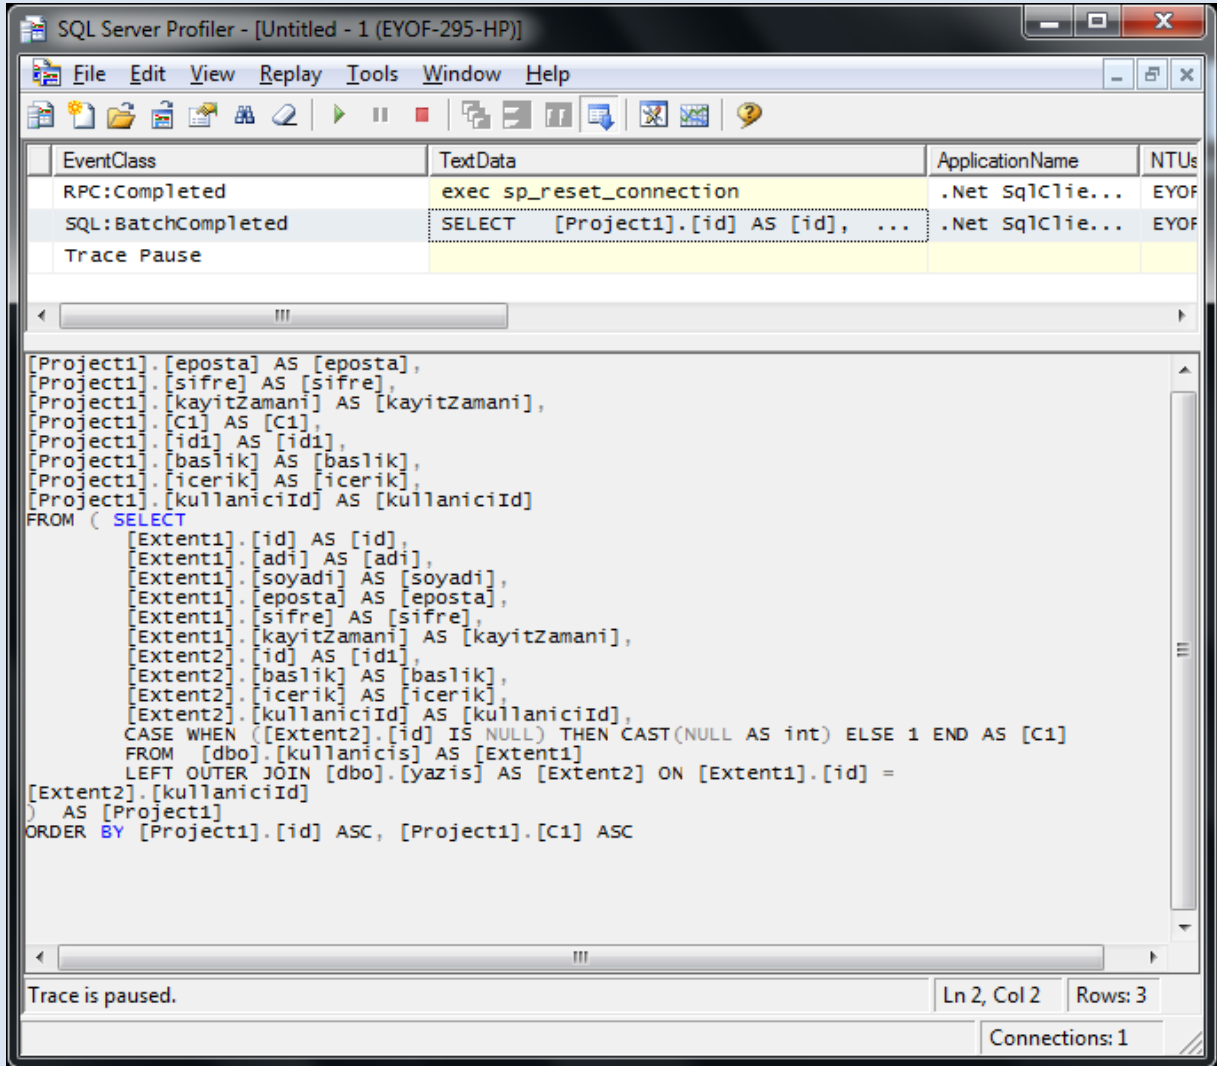 SQL Server Profiler - [Untitled - 1 (EYOF-295-HP)]
File Edit View Replay Tools Window Help
EventClass TextData ApplicationName NTUs
RPC:Completed exec sp_reset_connection .Net SqlClie... EYOF
SQL:BatchCompleted SELECT [Project1].[id] AS [id], ... .Net SqlClie... EYOF
Trace Pause
[Project1].[eposta] AS [eposta],
[Project1].[sifre] AS [sifre],
[Project1].[kayitZamani] AS [kayitZamani],
[Project1].[C1] AS [C1],
[Project1].[id1] AS [id1],
[Project1].[baslik] AS [baslik],
[Project1].[icerik] AS [icerik],
[Project1].[kullaniciId] AS [kullaniciId]
FROM ( SELECT
[Extent1].[id] AS [id],
[Extent1].[adi] AS [adi],
[Extent1].[soyadi] AS [soyadi],
[Extent1].[eposta] AS [eposta],
[Extent1].[sifre] AS [sifre],
[Extent1].[kayitZamani] AS [kayitZamani],
[Extent2].[id] AS [id1],
[Extent2].[baslik] AS [baslik],
[Extent2].[icerik] AS [icerik],
[Extent2].[kullaniciId] AS [kullaniciId],
CASE WHEN ([Extent2].[id] IS NULL) THEN CAST(NULL AS int) ELSE 1 END AS [C1]
FROM [dbo].[kullanicis] AS [Extent1]
LEFT OUTER JOIN [dbo].[yazis] AS [Extent2] ON [Extent1].[id] =
[Extent2].[kullaniciId]
) AS [Project1]
ORDER BY [Project1].[id] ASC, [Project1].[C1] ASC
Trace is paused. Ln 2, Col 2 Rows: 3
Connections: 1